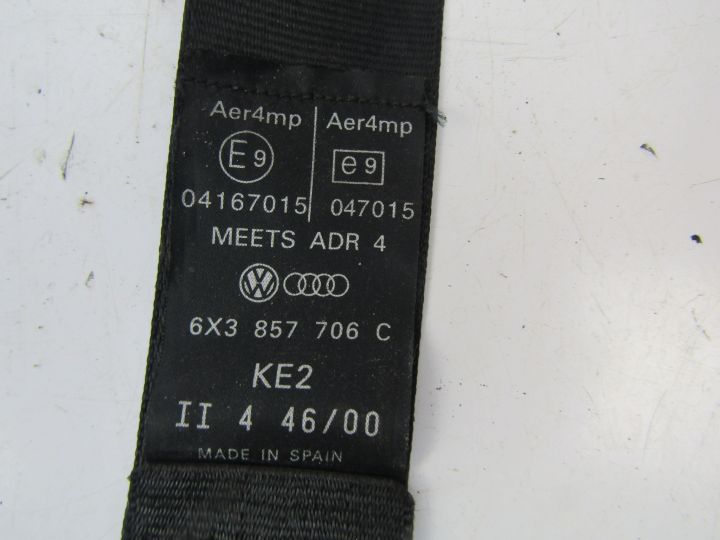 Aer4mp Aer4mp
E9 e9
04167015 047015
MEETS ADR 4
VW
6X3 857 706 C
KE2
II 4 46/00
MADE IN SPAIN